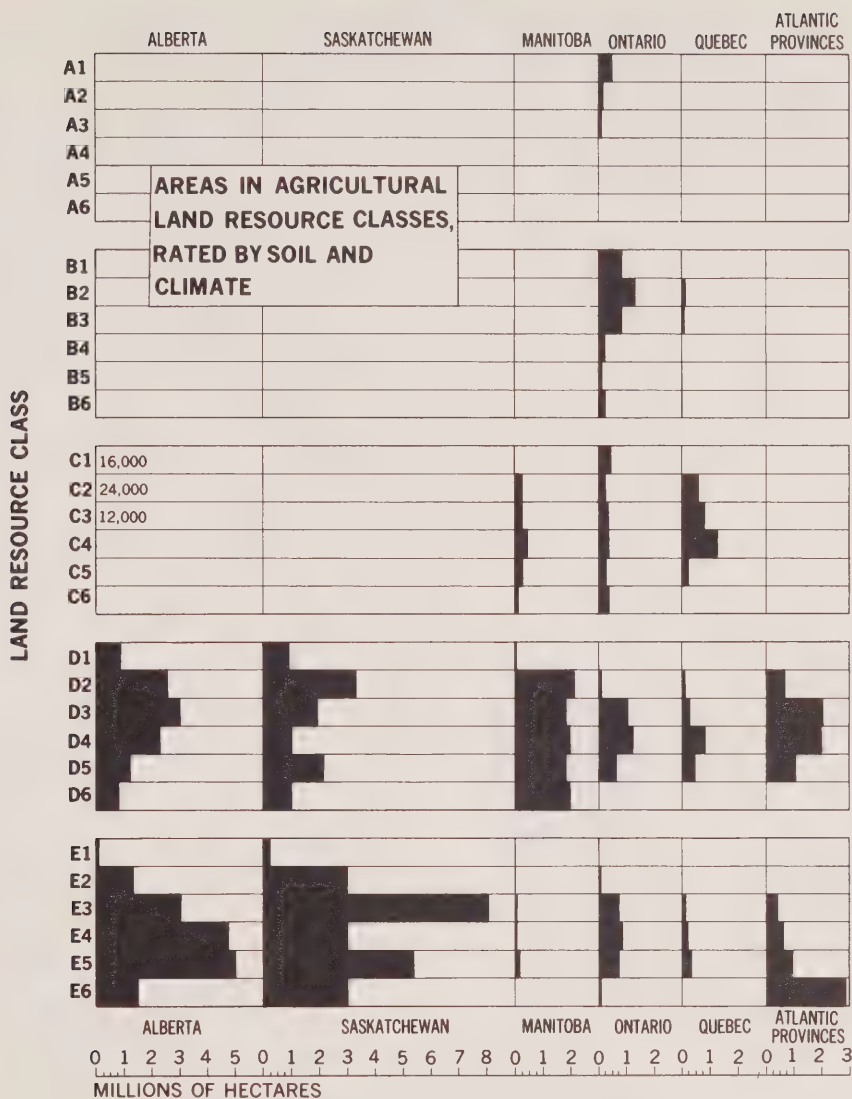 ALBERTA SASKATCHEWAN MANITOBA ONTARIO QUEBEC ATLANTIC PROVINCES
A1
A2
A3
A4
A5
A6
AREAS IN AGRICULTURAL
LAND RESOURCE CLASSES,
RATED BY SOIL AND
CLIMATE
B1
B2
B3
B4
B5
B6
LAND RESOURCE CLASS
C1 16,000
C2 24,000
C3 12,000
C4
C5
C6
D1
D2
D3
D4
D5
D6
E1
E2
E3
E4
E5
E6
ALBERTA SASKATCHEWAN MANITOBA ONTARIO QUEBEC ATLANTIC PROVINCES
0 1 2 3 4 5 0 1 2 3 4 5 6 7 8 0 1 2 0 1 2 0 1 2 0 1 2 3
MILLIONS OF HECTARES